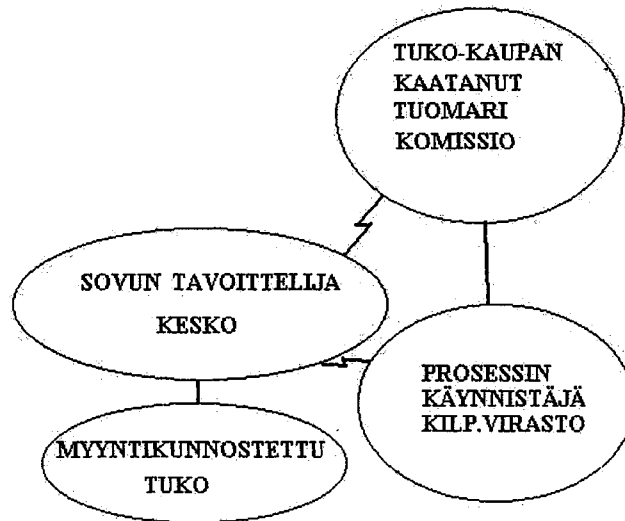 TUKO-KAUPAN
KAATANUT
TUOMARI
KOMISSIO
SOVUN TAVOITTELIJA
KESKO
PROSESSIN
KÄYNNISTÄJÄ
KILP.VIRASTO
MYYNTIKUNNOSTETTU
TUKO